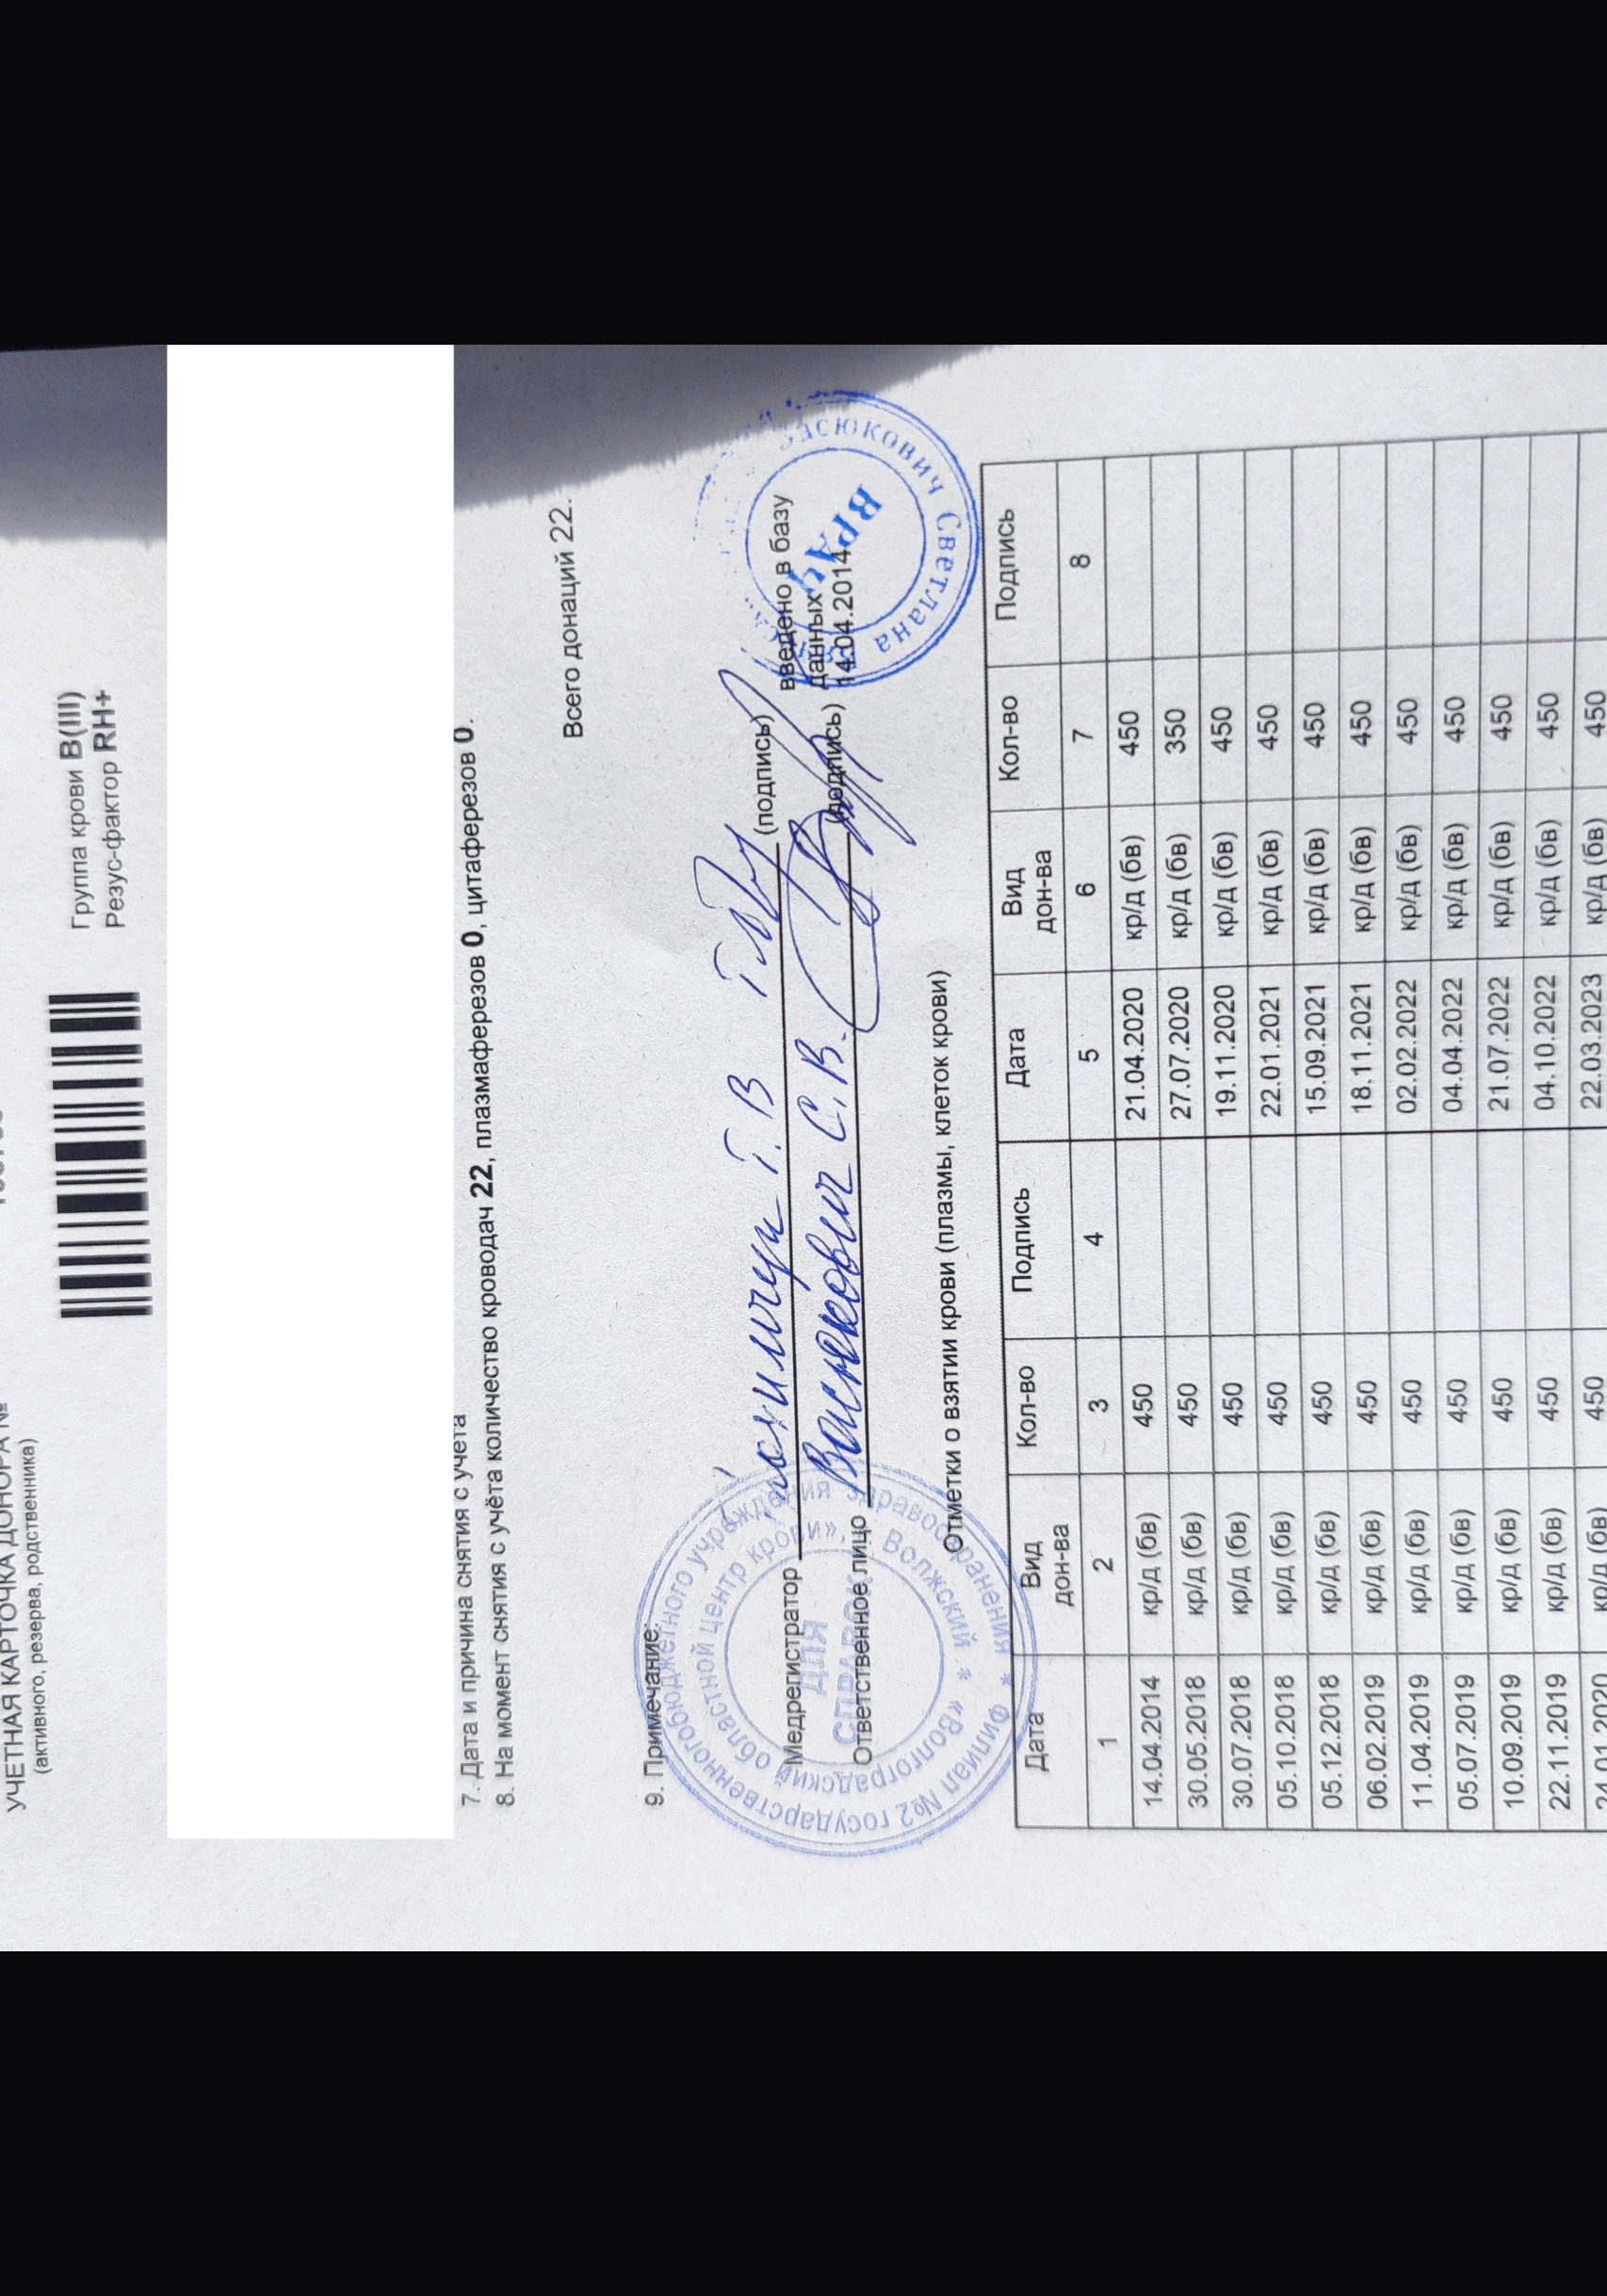 УЧЕТНАЯ КАРТОЧКА ДОНОРА №
(активного, резерва, родственника)
Группа крови B(III)
Резус-фактор RH+
7. Дата и причина снятия с учёта
8. На момент снятия с учёта количество кроводач 22, плазмаферезов 0, цитаферезов 0.
Всего донаций 22.
9. Примечание:
Медрегистратор Т.В (подпись)
Ответственное лицо Васюкович С.В. (подпись)
введено в базу
данных
14.04.2014
Филиал №2 государственного бюджетного учреждения здравоохранения *
«Волгоградский областной центр крови», г. Волжский *
ДЛЯ
СПРАВОК
Васюкович Светлана
ВРАЧ
Отметки о взятии крови (плазмы, клеток крови)
Дата Вид дон-ва Кол-во Подпись Дата Вид дон-ва Кол-во Подпись
1 2 3 4 5 6 7 8
14.04.2014 кр/д (бв) 450 21.04.2020 кр/д (бв) 450
30.05.2018 кр/д (бв) 450 27.07.2020 кр/д (бв) 350
30.07.2018 кр/д (бв) 450 19.11.2020 кр/д (бв) 450
05.10.2018 кр/д (бв) 450 22.01.2021 кр/д (бв) 450
05.12.2018 кр/д (бв) 450 15.09.2021 кр/д (бв) 450
06.02.2019 кр/д (бв) 450 18.11.2021 кр/д (бв) 450
11.04.2019 кр/д (бв) 450 02.02.2022 кр/д (бв) 450
05.07.2019 кр/д (бв) 450 04.04.2022 кр/д (бв) 450
10.09.2019 кр/д (бв) 450 21.07.2022 кр/д (бв) 450
22.11.2019 кр/д (бв) 450 04.10.2022 кр/д (бв) 450
24.01.2020 кр/д (бв) 450 22.03.2023 кр/д (бв) 450